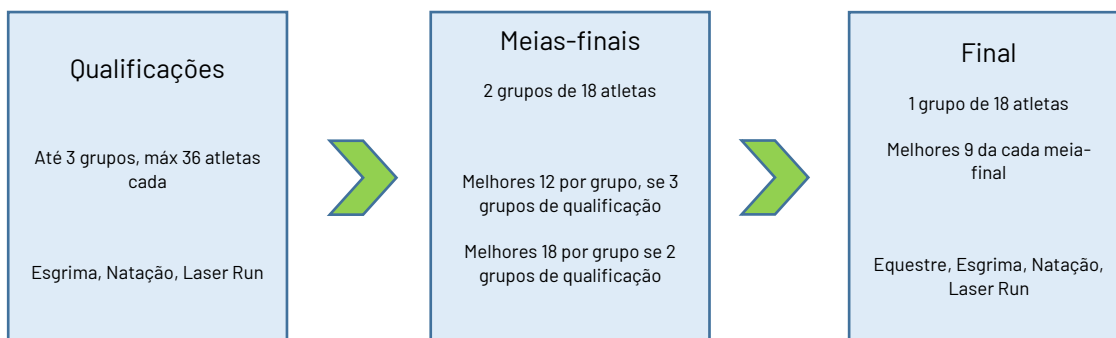 Qualificações
Até 3 grupos, máx 36 atletas
cada
Esgrima, Natação, Laser Run
Meias-finais
2 grupos de 18 atletas
Melhores 12 por grupo, se 3
grupos de qualificação
Melhores 18 por grupo se 2
grupos de qualificação
Final
1 grupo de 18 atletas
Melhores 9 da cada meia-
final
Equestre, Esgrima, Natação,
Laser Run